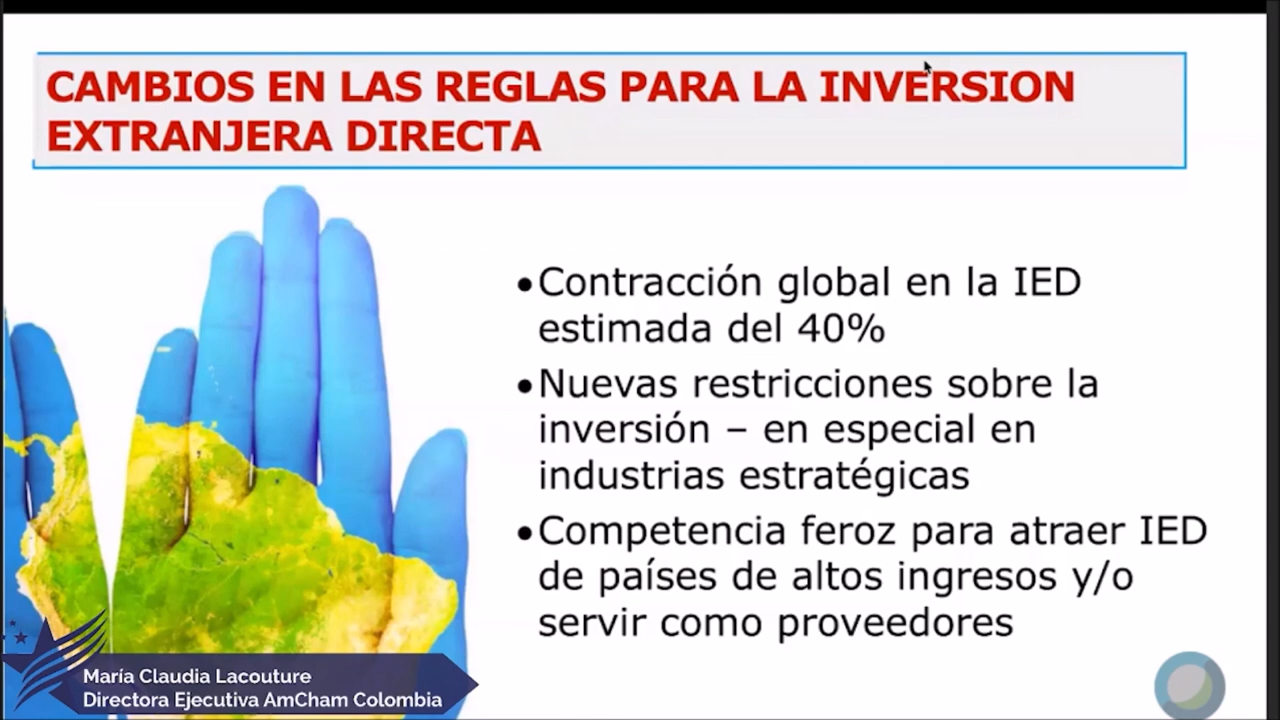 CAMBIOS EN LAS REGLAS PARA LA INVERSION
EXTRANJERA DIRECTA
•Contracción global en la IED
estimada del 40%
•Nuevas restricciones sobre la
inversión – en especial en
industrias estratégicas
•Competencia feroz para atraer IED
de países de altos ingresos y/o
servir como proveedores
María Claudia Lacouture
Directora Ejecutiva AmCham Colombia